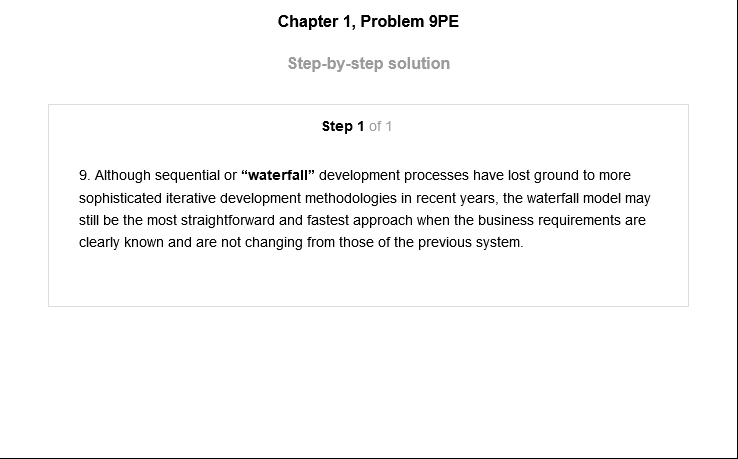 Chapter 1, Problem 9PE
Step-by-step solution
Step 1 of 1
9. Although sequential or “waterfall” development processes have lost ground to more
sophisticated iterative development methodologies in recent years, the waterfall model may
still be the most straightforward and fastest approach when the business requirements are
clearly known and are not changing from those of the previous system.